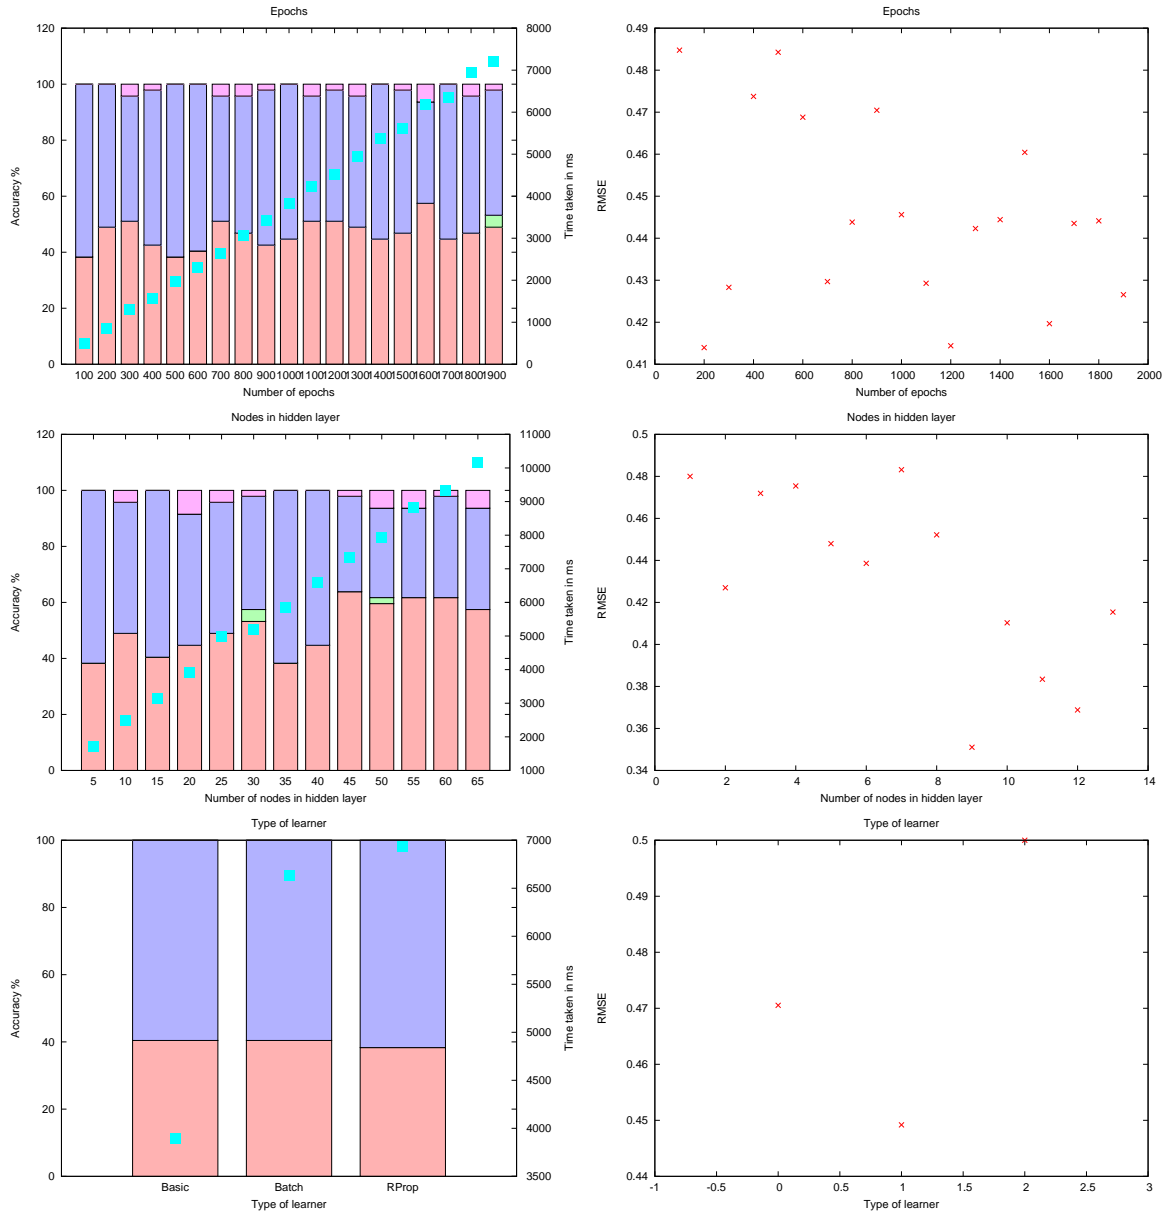 Epochs
120
100
80
60
40
20
0
Accuracy %
8000
7000
6000
5000
4000
3000
2000
1000
0
Time taken in ms
100 200 300 400 500 600 700 800 900 1000 1100 1200 1300 1400 1500 1600 1700 1800 1900
Number of epochs
Epochs
0.49
0.48
0.47
0.46
0.45
0.44
0.43
0.42
0.41
RMSE
0 200 400 600 800 1000 1200 1400 1600 1800 2000
Number of epochs
Nodes in hidden layer
120
100
80
60
40
20
0
Accuracy %
11000
10000
9000
8000
7000
6000
5000
4000
3000
2000
1000
Time taken in ms
5 10 15 20 25 30 35 40 45 50 55 60 65
Number of nodes in hidden layer
Nodes in hidden layer
0.5
0.48
0.46
0.44
0.42
0.4
0.38
0.36
0.34
RMSE
0 2 4 6 8 10 12 14
Number of nodes in hidden layer
Type of learner
100
80
60
40
20
0
Accuracy %
7000
6500
6000
5500
5000
4500
4000
3500
Time taken in ms
Basic Batch RProp
Type of learner
Type of learner
0.5
0.49
0.48
0.47
0.46
0.45
0.44
RMSE
-1 -0.5 0 0.5 1 1.5 2 2.5 3
Type of learner